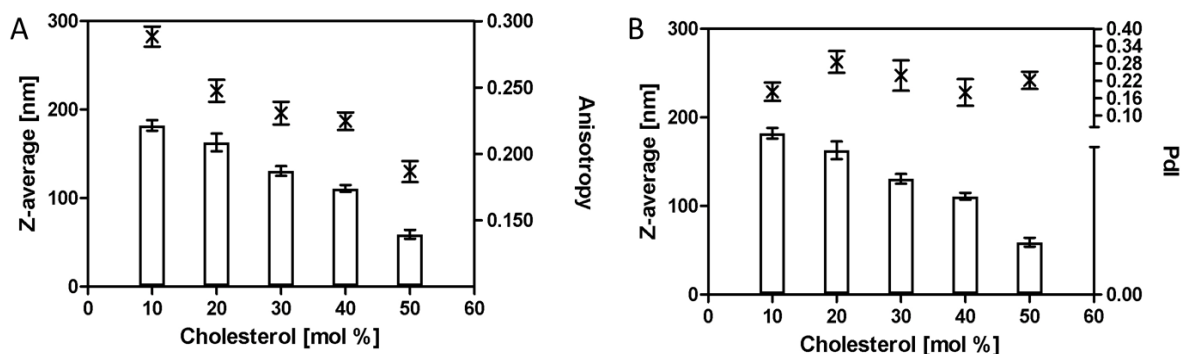 A
Z-average [nm]
300
200
100
0
0 10 20 30 40 50 60
Cholesterol [mol %]
0.300
0.250
0.200
0.150
Anisotropy
B
Z-average [nm]
300
200
100
0
0 10 20 30 40 50 60
Cholesterol [mol %]
0.40
0.34
0.28
0.22
0.16
0.10
0.00
PdI